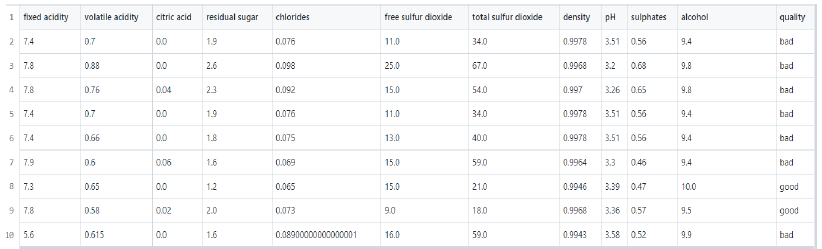 1 fixed acidity volatile acidity citric acid residual sugar chlorides free sulfur dioxide total sulfur dioxide density pH sulphates alcohol quality
2 7.4 0.7 0.0 1.9 0.076 11.0 34.0 0.9978 3.51 0.56 9.4 bad
3 7.8 0.88 0.0 2.6 0.098 25.0 67.0 0.9968 3.2 0.68 9.8 bad
4 7.8 0.76 0.04 2.3 0.092 15.0 54.0 0.997 3.26 0.65 9.8 bad
5 7.4 0.7 0.0 1.9 0.076 11.0 34.0 0.9978 3.51 0.56 9.4 bad
6 7.4 0.66 0.0 1.8 0.075 13.0 40.0 0.9978 3.51 0.56 9.4 bad
7 7.9 0.6 0.06 1.6 0.069 15.0 59.0 0.9964 3.3 0.46 9.4 bad
8 7.3 0.65 0.0 1.2 0.065 15.0 21.0 0.9946 3.39 0.47 10.0 good
9 7.8 0.58 0.02 2.0 0.073 9.0 18.0 0.9968 3.36 0.57 9.5 good
10 5.6 0.615 0.0 1.6 0.08900000000000001 16.0 59.0 0.9943 3.58 0.52 9.9 bad